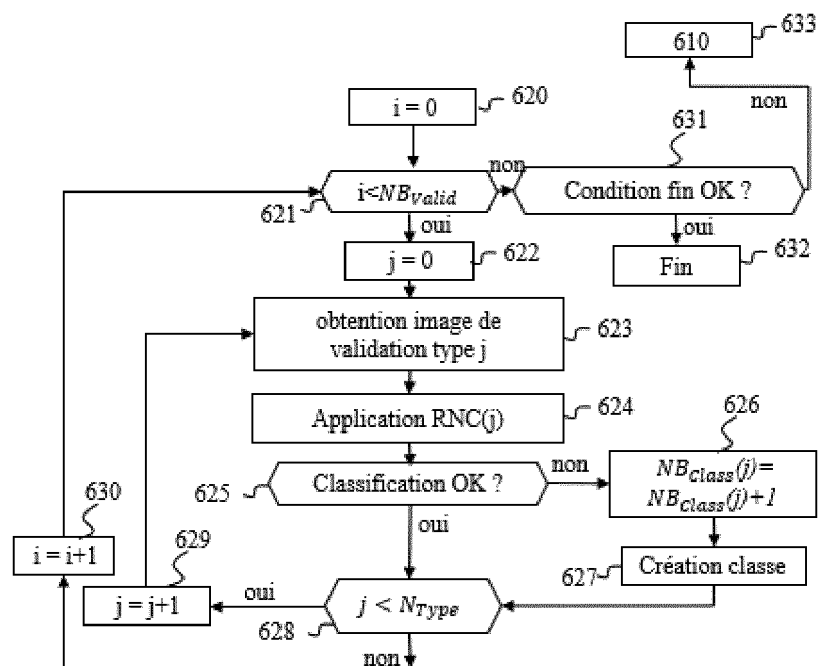 610
633
non
i = 0
620
631
i<NB_Valid
non
Condition fin OK ?
621
oui
oui
j = 0
622
Fin
632
obtention image de
validation type j
623
Application RNC(j)
624
626
Classification OK ?
non
NB_Class(j)=
NB_Class(j)+1
625
oui
630
i = i+1
629
627
Création classe
j = j+1
oui
j < N_Type
628
non